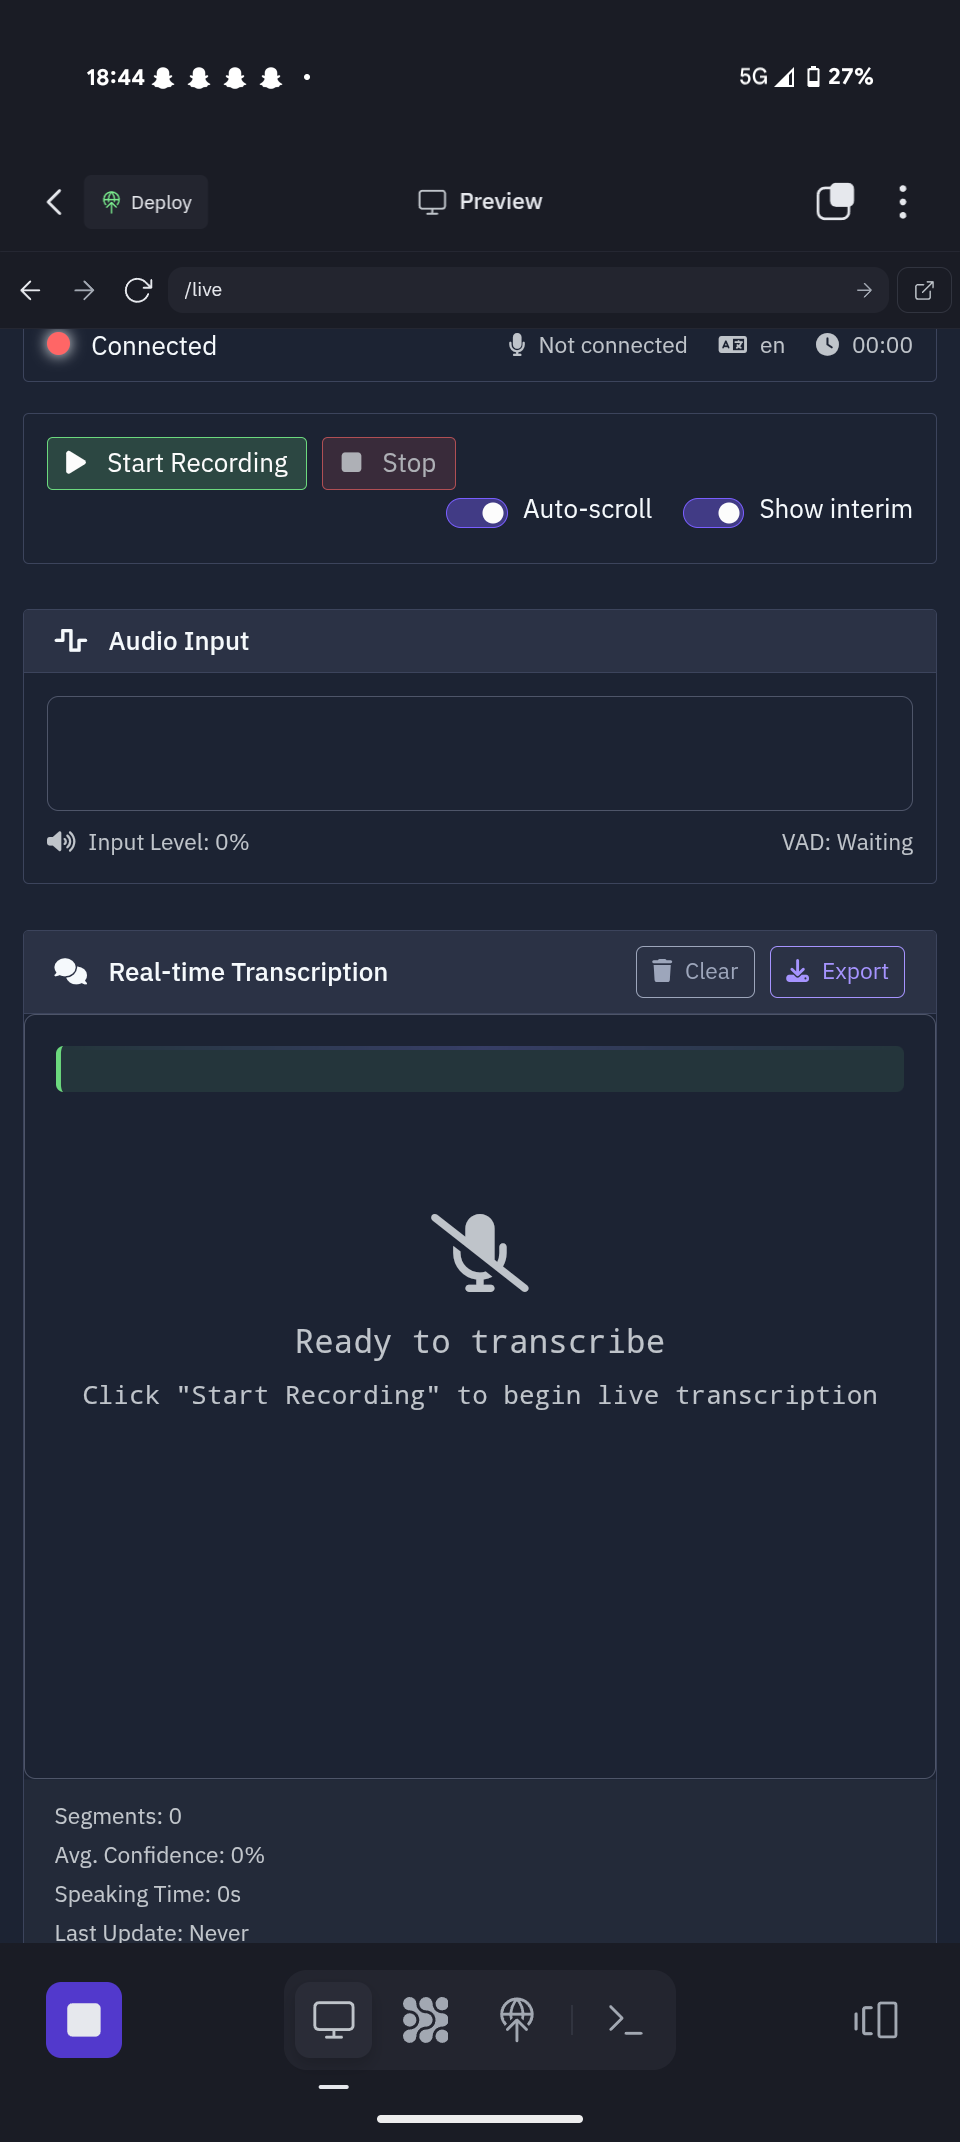 18:44
5G 27%
Deploy
Preview
/live
Connected
Not connected
en
00:00
Start Recording
Stop
Auto-scroll
Show interim
Audio Input
Input Level: 0%
VAD: Waiting
Real-time Transcription
Clear
Export
Ready to transcribe
Click "Start Recording" to begin live transcription
Segments: 0
Avg. Confidence: 0%
Speaking Time: 0s
Last Update: Never